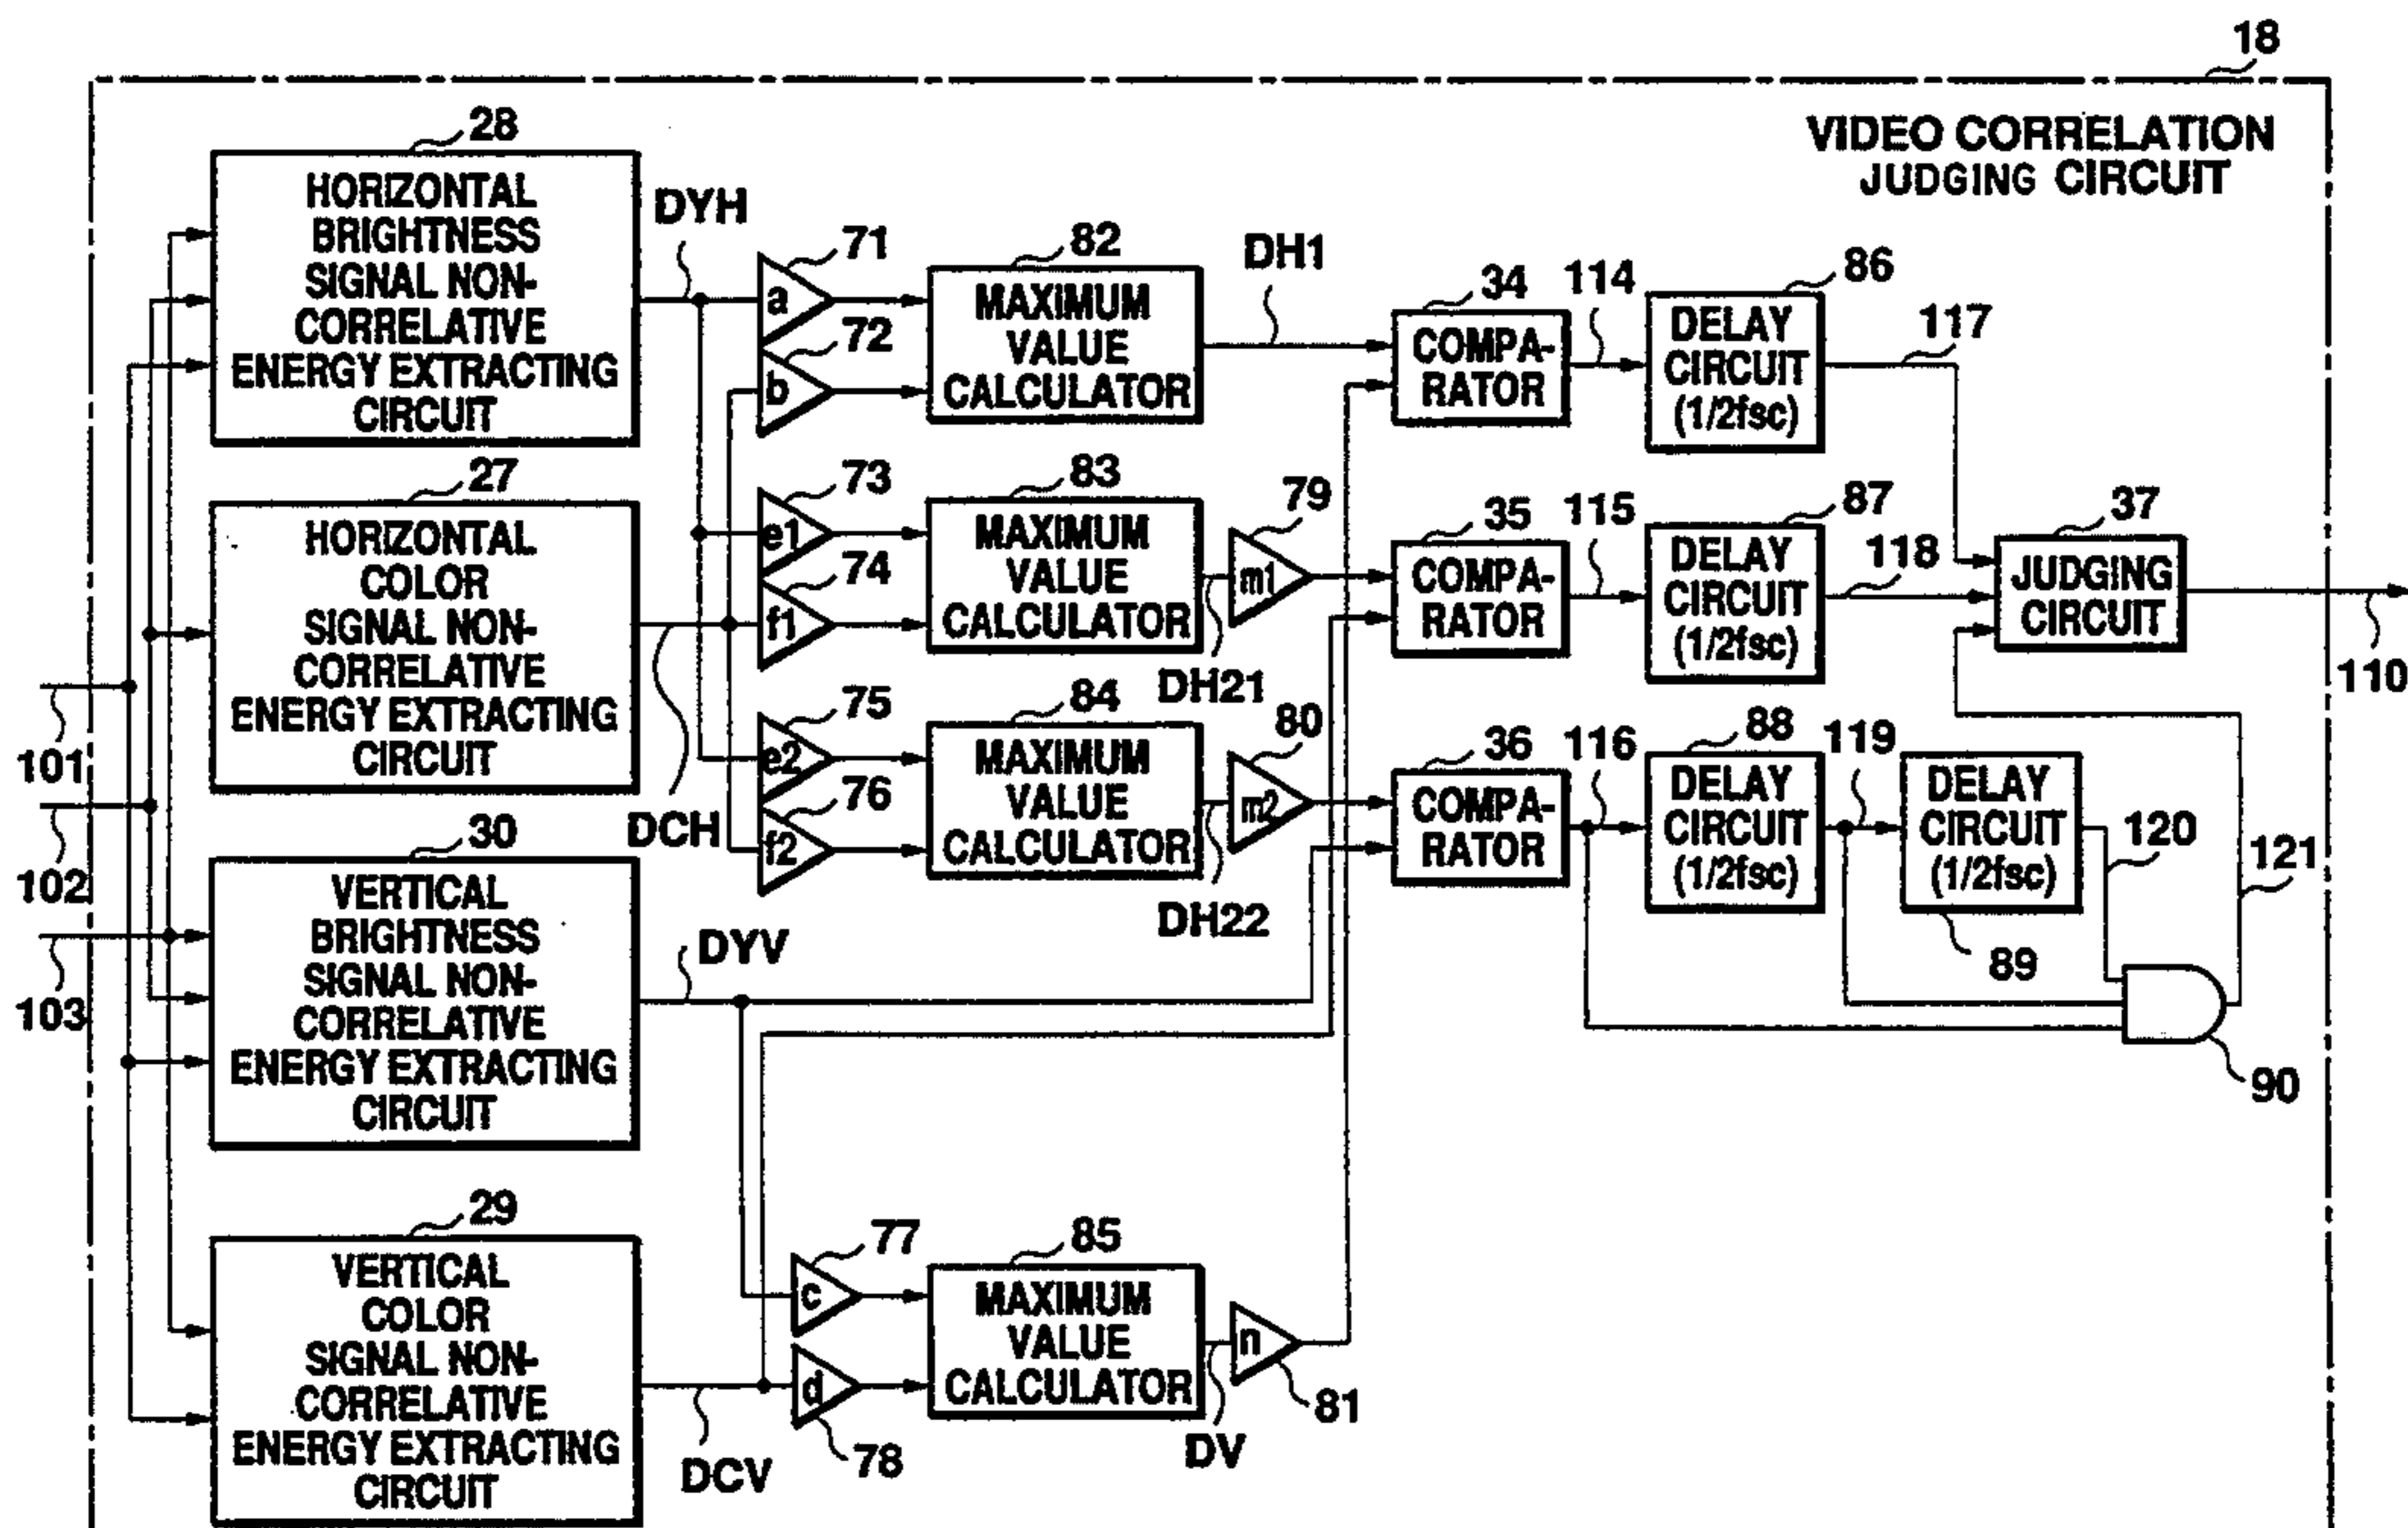 18
VIDEO CORRELATION
JUDGING CIRCUIT
28
HORIZONTAL
BRIGHTNESS
SIGNAL NON-
CORRELATIVE
ENERGY EXTRACTING
CIRCUIT
DYH
71
a
72
b
82
MAXIMUM
VALUE
CALCULATOR
DH1
34
COMPA-
RATOR
114
86
DELAY
CIRCUIT
(1/2fsc)
117
27
HORIZONTAL
COLOR
SIGNAL NON-
CORRELATIVE
ENERGY EXTRACTING
CIRCUIT
DCH
73
e1
74
f1
83
MAXIMUM
VALUE
CALCULATOR
DH21
79
m1
35
COMPA-
RATOR
115
87
DELAY
CIRCUIT
(1/2fsc)
118
37
JUDGING
CIRCUIT
110
75
e2
76
f2
84
MAXIMUM
VALUE
CALCULATOR
DH22
80
m2
36
COMPA-
RATOR
116
88
DELAY
CIRCUIT
(1/2fsc)
119
DELAY
CIRCUIT
(1/2fsc)
89
120
121
90
101
102
103
30
VERTICAL
BRIGHTNESS
SIGNAL NON-
CORRELATIVE
ENERGY EXTRACTING
CIRCUIT
DYV
29
VERTICAL
COLOR
SIGNAL NON-
CORRELATIVE
ENERGY EXTRACTING
CIRCUIT
DCV
77
c
d
78
85
MAXIMUM
VALUE
CALCULATOR
DV
n
81